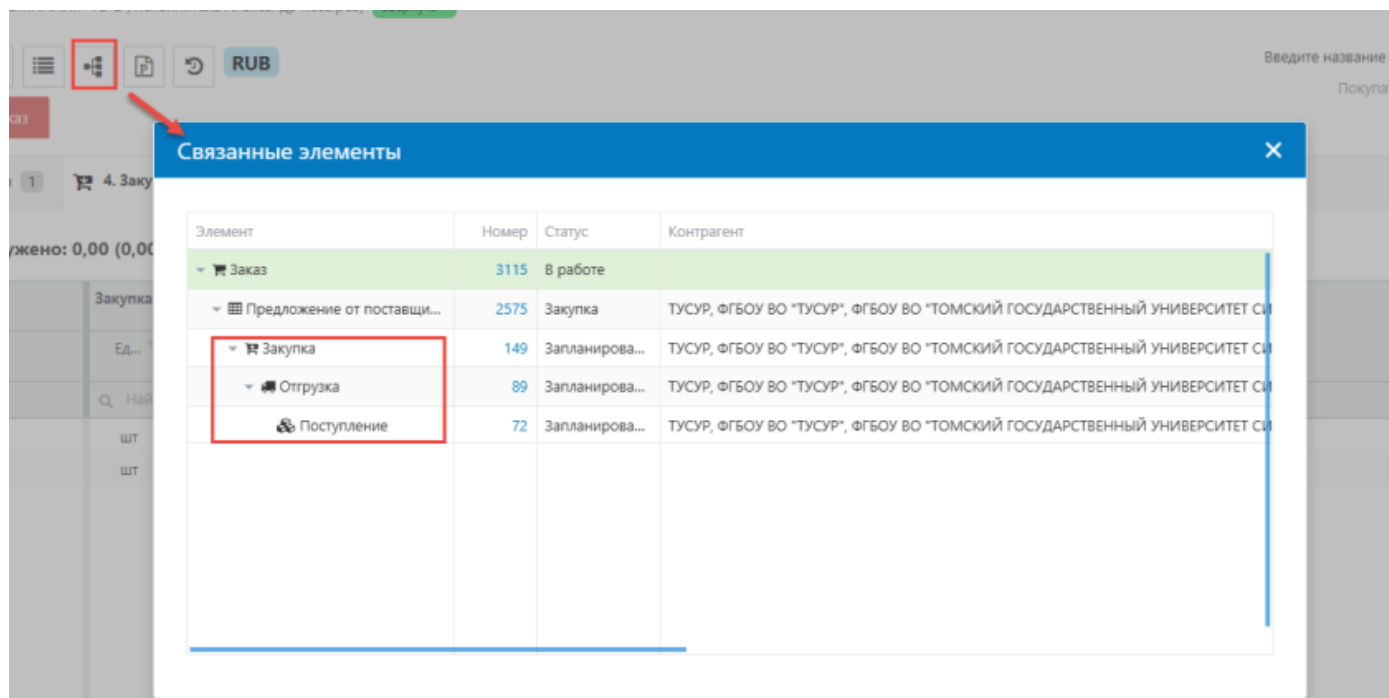 RUB
Введите название
каз
Связанные элементы
1
4. Заку
ужено: 0,00 (0,00
Закупка
Ед...
Най
шт
шт
Элемент Номер Статус Контрагент
Заказ 3115 В работе
Предложение от поставщи... 2575 Закупка ТУСУР, ФГБОУ ВО "ТУСУР", ФГБОУ ВО "ТОМСКИЙ ГОСУДАРСТВЕННЫЙ УНИВЕРСИТЕТ СИ
Закупка 149 Запланирова... ТУСУР, ФГБОУ ВО "ТУСУР", ФГБОУ ВО "ТОМСКИЙ ГОСУДАРСТВЕННЫЙ УНИВЕРСИТЕТ СИ
Отгрузка 89 Запланирова... ТУСУР, ФГБОУ ВО "ТУСУР", ФГБОУ ВО "ТОМСКИЙ ГОСУДАРСТВЕННЫЙ УНИВЕРСИТЕТ СИ
Поступление 72 Запланирова... ТУСУР, ФГБОУ ВО "ТУСУР", ФГБОУ ВО "ТОМСКИЙ ГОСУДАРСТВЕННЫЙ УНИВЕРСИТЕТ СИ